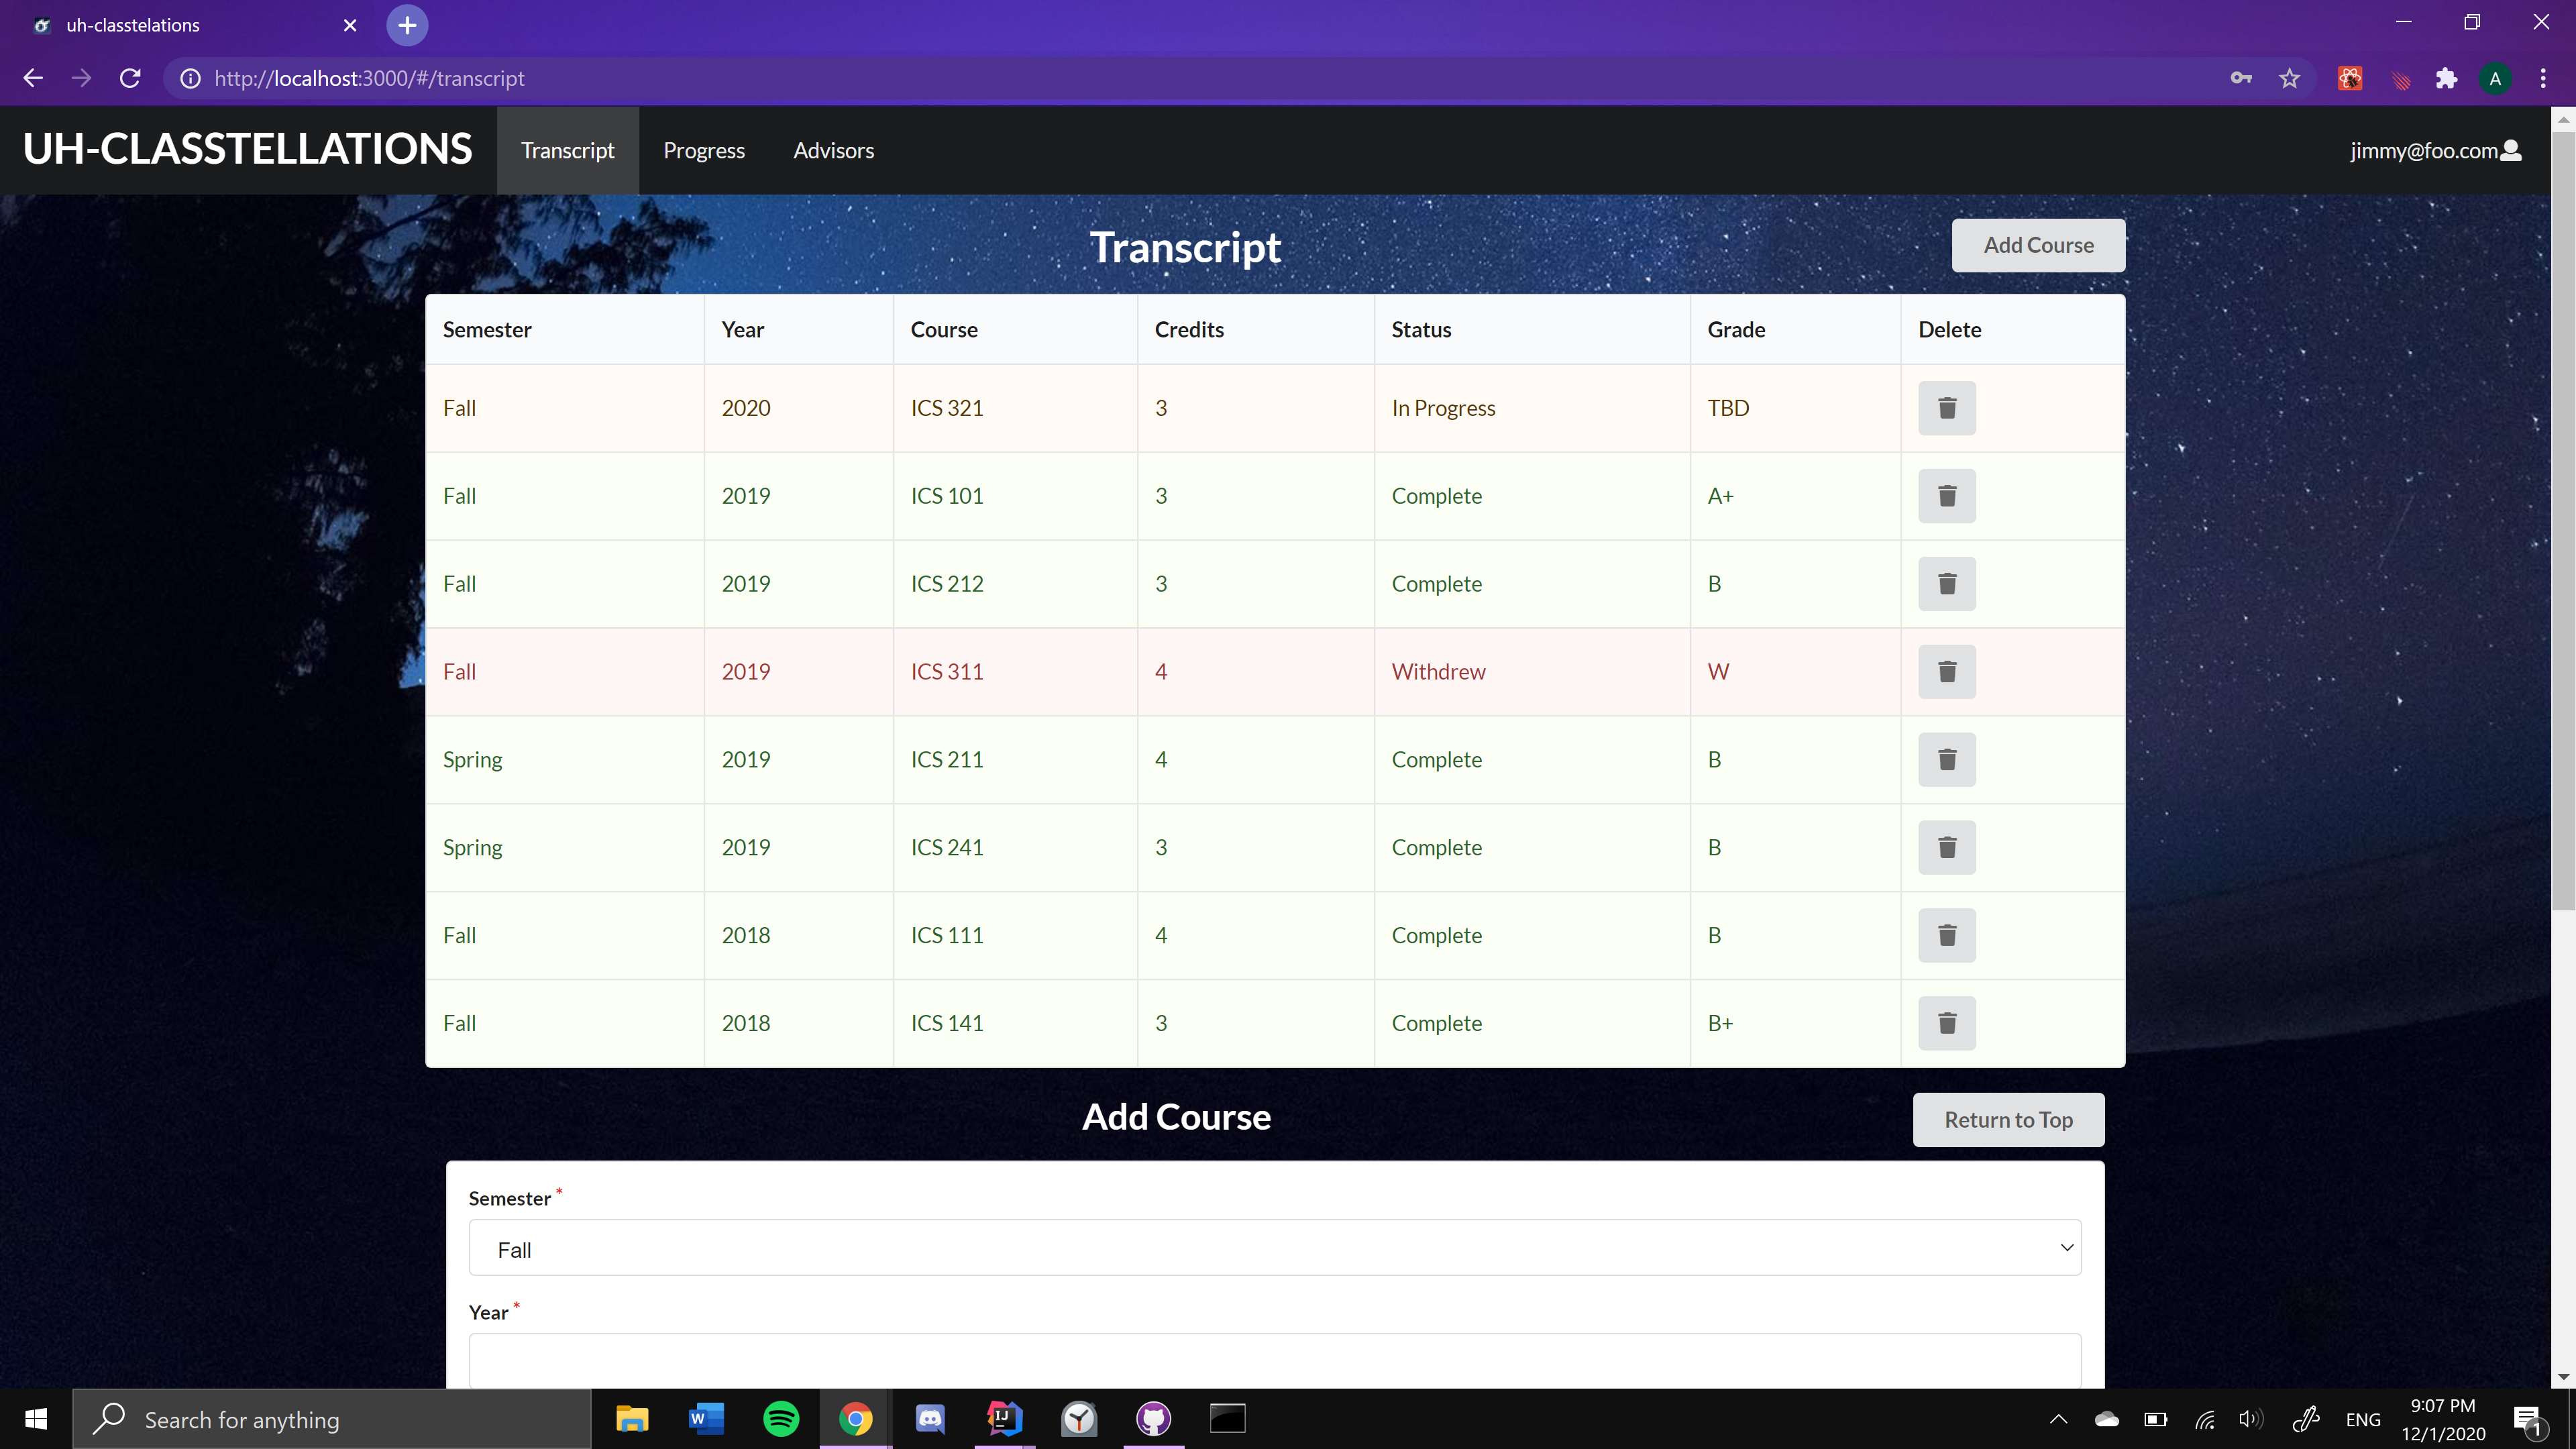 uh-classtelations
http://localhost:3000/#/transcript
A
UH-CLASSTELLATIONS Transcript Progress Advisors jimmy@foo.com
Transcript Add Course
Semester Year Course Credits Status Grade Delete
Fall 2020 ICS 321 3 In Progress TBD
Fall 2019 ICS 101 3 Complete A+
Fall 2019 ICS 212 3 Complete B
Fall 2019 ICS 311 4 Withdrew W
Spring 2019 ICS 211 4 Complete B
Spring 2019 ICS 241 3 Complete B
Fall 2018 ICS 111 4 Complete B
Fall 2018 ICS 141 3 Complete B+
Add Course Return to Top
Semester *
Fall
Year *
Search for anything W IJ ENG 9:07 PM 1
12/1/2020